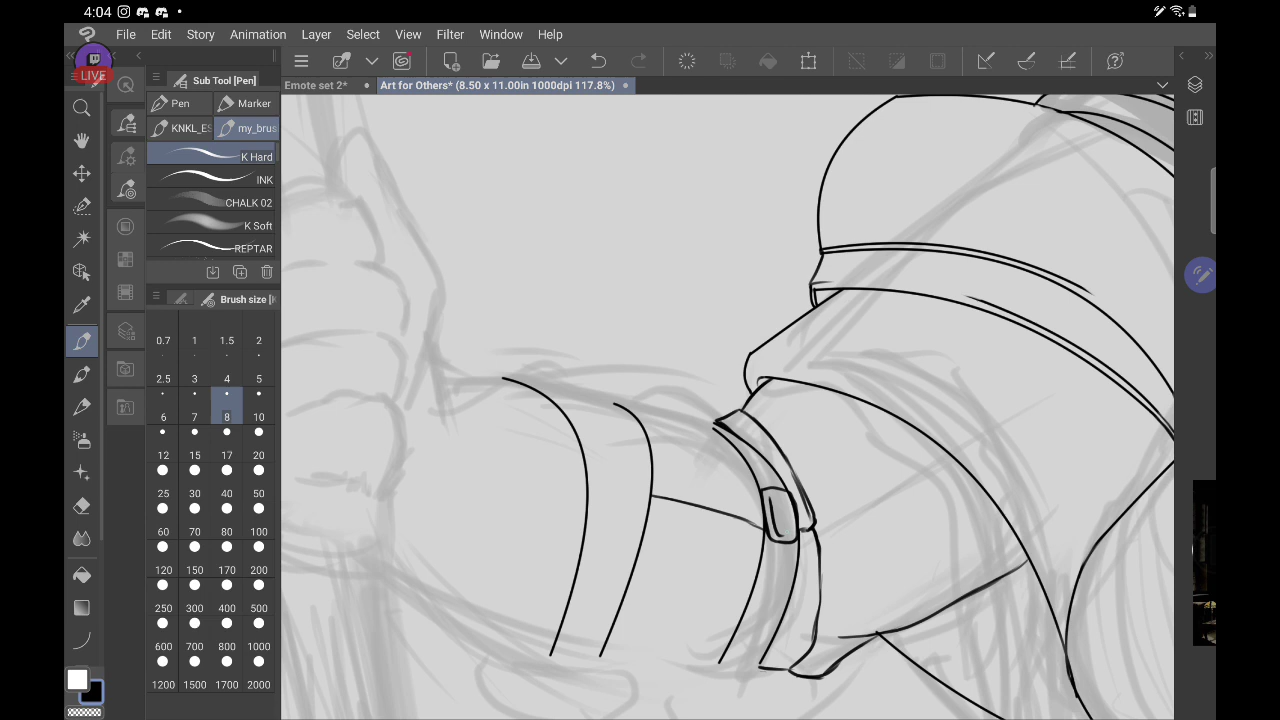 4:04
File Edit Story Animation Layer Select View Filter Window Help
LIVE
Sub Tool [Pen]
Emote set 2*
Art for Others* (8.50 x 11.00in 1000dpi 117.8%)
Pen Marker
KNKL_ES my_brus
K Hard
INK
CHALK 02
K Soft
REPTAR
Brush size [
0.7 1 1.5 2
2.5 3 4 5
6 7 8 10
12 15 17 20
25 30 40 50
60 70 80 100
120 150 170 200
250 300 400 500
600 700 800 1000
1200 1500 1700 2000